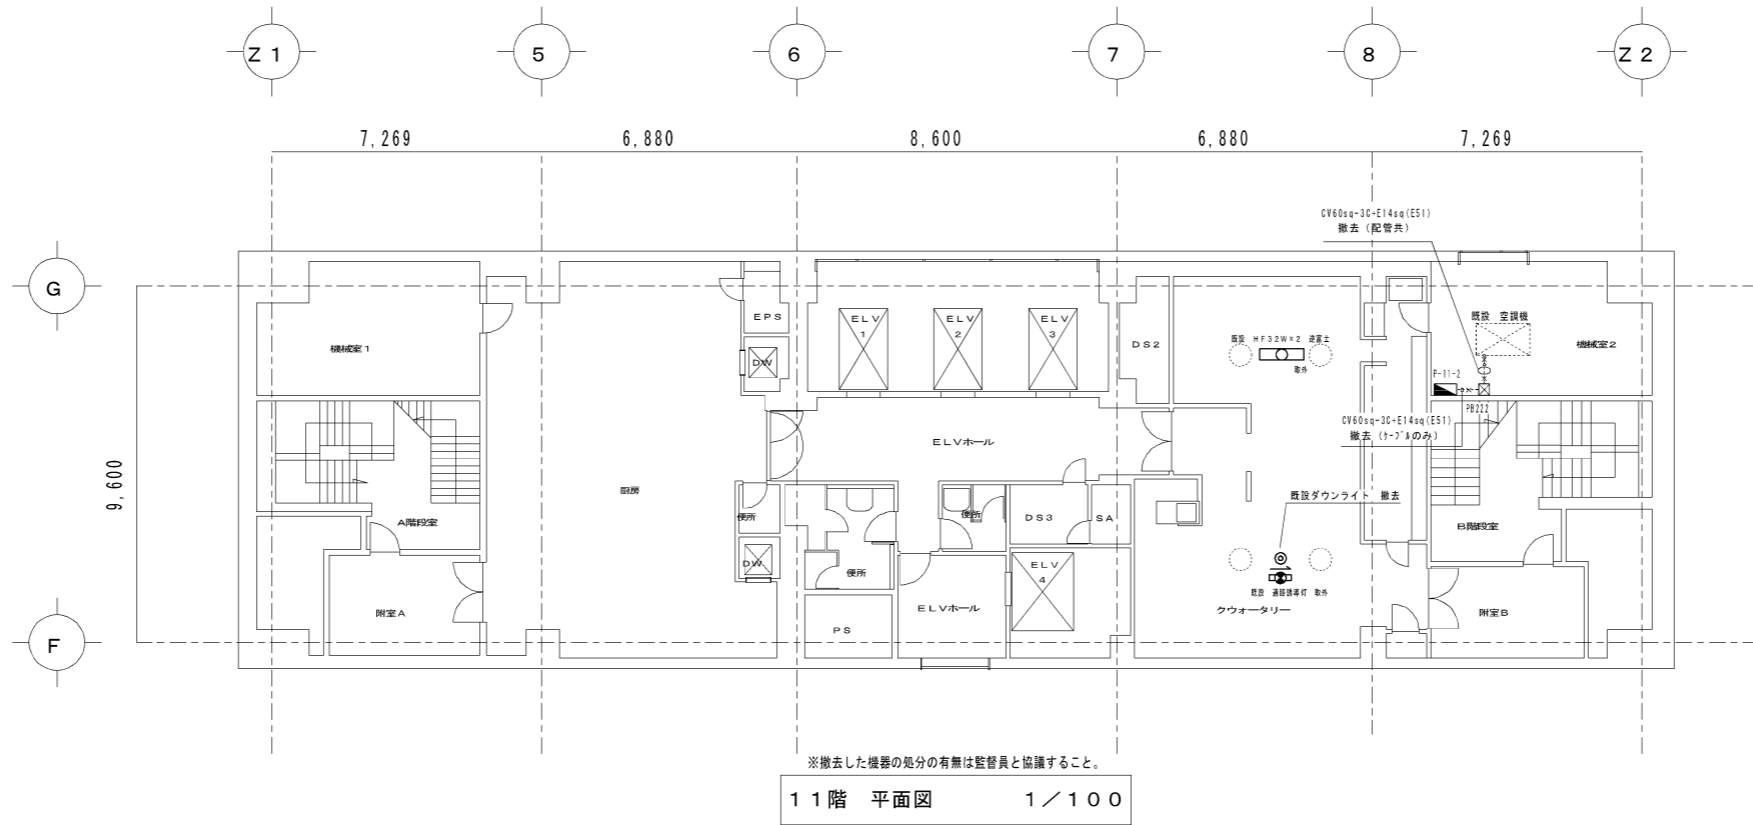 Z1 5 6 7 8 Z2
7,269 6,880 8,600 6,880 7,269
CV60sq-3C+E14sq(E51)
撤去(配管共)
G
EPS
ELV
1
ELV
2
ELV
3
既設 空調機
機械室1
DW
DS2
既設 HF32W×2 逆富士
取外
機械室2
P-11-2
PB222
CV60sq-3C+E14sq(E51)
撤去(ケーブルのみ)
ELVホール
9,600
厨房
既設ダウンライト 撤去
便所
便所
DS3
SA
A階段室
B階段室
DW
便所
ELV
4
既設 通路誘導灯 取外
附室A
ELVホール
クウォータリー
附室B
PS
F
※撤去した機器の処分の有無は監督員と協議すること。
11階 平面図 1/100